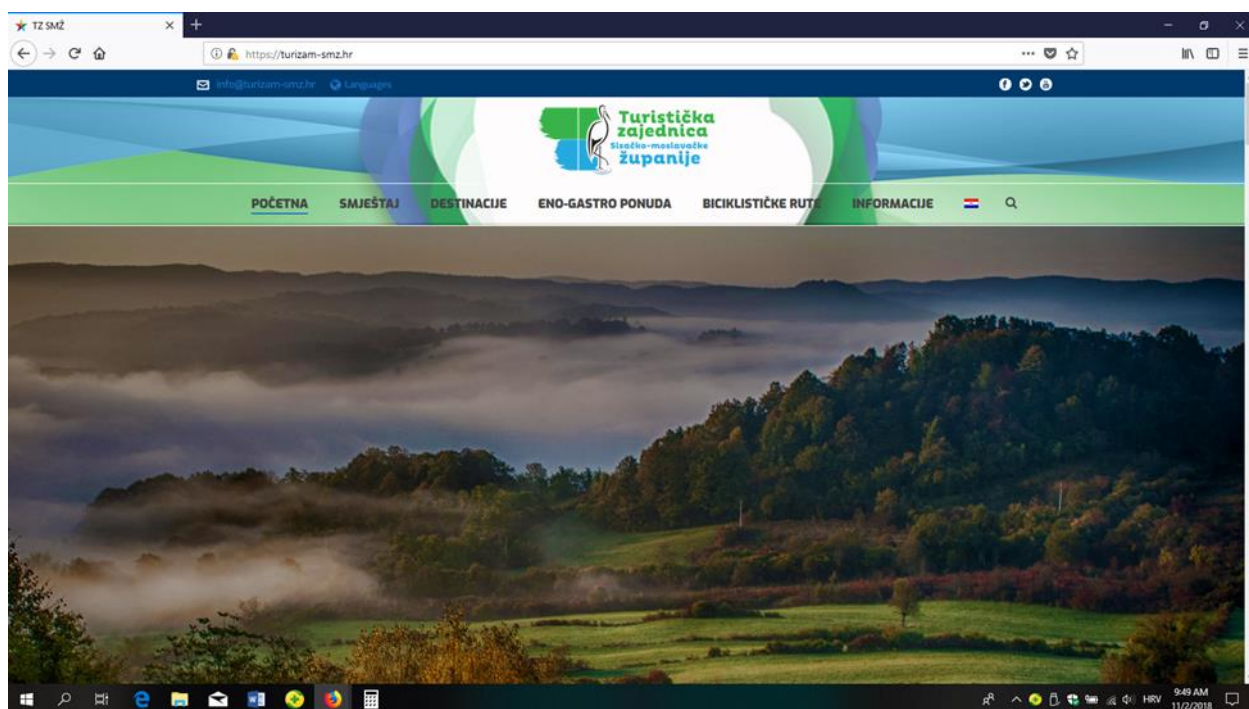 TZ SMŽ
https://turizam-smz.hr
info@turizam-smz.hr Languages
Turistička
zajednica
Sisačko-moslavačke
županije
POČETNA SMJEŠTAJ DESTINACIJE ENO-GASTRO PONUDA BICIKLISTIČKE RUTE INFORMACIJE
HRV 9:49 AM
11/2/2018